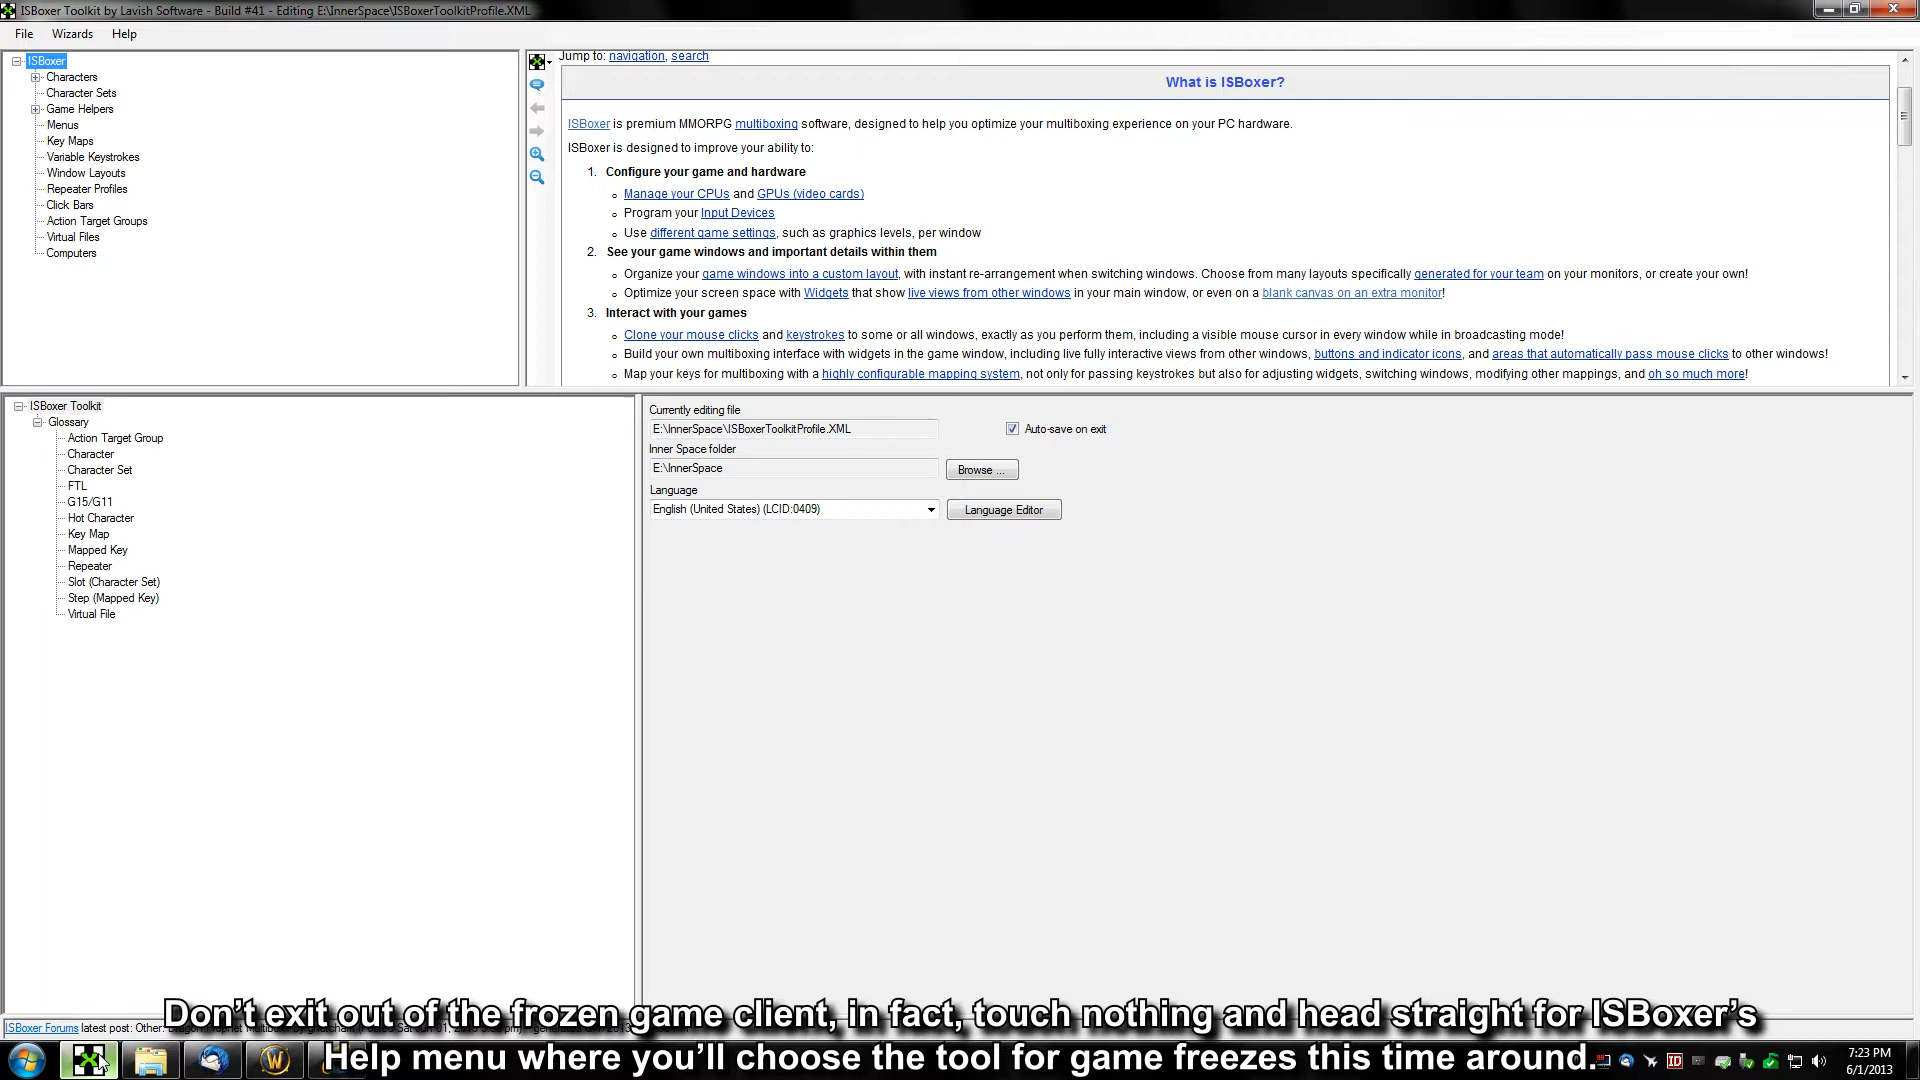 ISBoxer Toolkit by Lavish Software - Build #41 - Editing E:\InnerSpace\ISBoxerToolkitProfile.XML
File Wizards Help
ISBoxer
Characters
Character Sets
Game Helpers
Menus
Key Maps
Variable Keystrokes
Window Layouts
Repeater Profiles
Click Bars
Action Target Groups
Virtual Files
Computers
Jump to: navigation, search
What is ISBoxer?
ISBoxer is premium MMORPG multiboxing software, designed to help you optimize your multiboxing experience on your PC hardware.
ISBoxer is designed to improve your ability to:
1. Configure your game and hardware
Manage your CPUs and GPUs (video cards)
Program your Input Devices
Use different game settings, such as graphics levels, per window
2. See your game windows and important details within them
Organize your game windows into a custom layout, with instant re-arrangement when switching windows. Choose from many layouts specifically generated for your team on your monitors, or create your own!
Optimize your screen space with Widgets that show live views from other windows in your main window, or even on a blank canvas on an extra monitor!
3. Interact with your games
Clone your mouse clicks and keystrokes to some or all windows, exactly as you perform them, including a visible mouse cursor in every window while in broadcasting mode!
Build your own multiboxing interface with widgets in the game window, including live fully interactive views from other windows, buttons and indicator icons, and areas that automatically pass mouse clicks to other windows!
Map your keys for multiboxing with a highly configurable mapping system, not only for passing keystrokes but also for adjusting widgets, switching windows, modifying other mappings, and oh so much more!
ISBoxer Toolkit
Glossary
Action Target Group
Character
Character Set
FTL
G15/G11
Hot Character
Key Map
Mapped Key
Repeater
Slot (Character Set)
Step (Mapped Key)
Virtual File
Currently editing file
E:\InnerSpace\ISBoxerToolkitProfile.XML
Auto-save on exit
Inner Space folder
E:\InnerSpace
Browse ...
Language
English (United States) (LCID:0409)
Language Editor
Don't exit out of the frozen game client, in fact, touch nothing and head straight for ISBoxer's
Help menu where you'll choose the tool for game freezes this time around.
ISBoxer Forums latest post: Other:
7:23 PM
6/1/2013